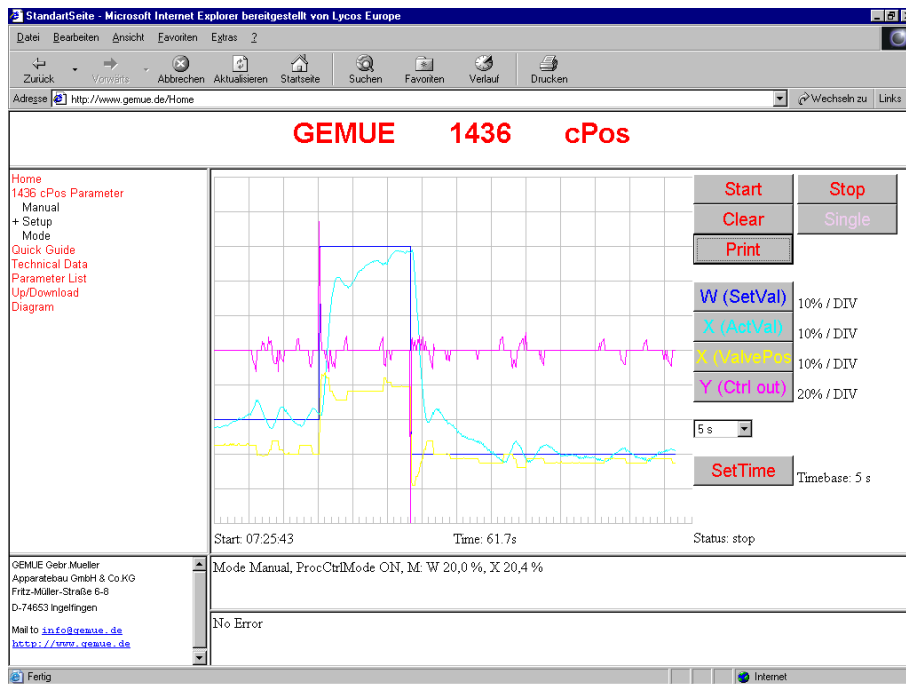 StandartSeite - Microsoft Internet Explorer bereitgestellt von Lycos Europe
Datei Bearbeiten Ansicht Favoriten Extras ?
Zurück Vorwärts Abbrechen Aktualisieren Startseite Suchen Favoriten Verlauf Drucken
Adresse http://www.gemue.de/Home Wechseln zu Links
GEMUE 1436 cPos
Home
1436 cPos Parameter
Manual
+ Setup
Mode
Quick Guide
Technical Data
Parameter List
Up/Download
Diagram
Start Stop
Clear Single
Print
W (SetVal) 10% / DIV
X (ActVal) 10% / DIV
X (ValvePos 10% / DIV
Y (Ctrl out) 20% / DIV
5 s
SetTime Timebase: 5 s
Start: 07:25:43 Time: 61.7s Status: stop
GEMUE Gebr.Mueller
Apparatebau GmbH & Co.KG
Fritz-Müller-Straße 6-8
D-74653 Ingelfingen
Mail to info@gemue.de
http://www.gemue.de
Mode Manual, ProcCtrlMode ON, M: W 20,0 %, X 20,4 %
No Error
Fertig Internet